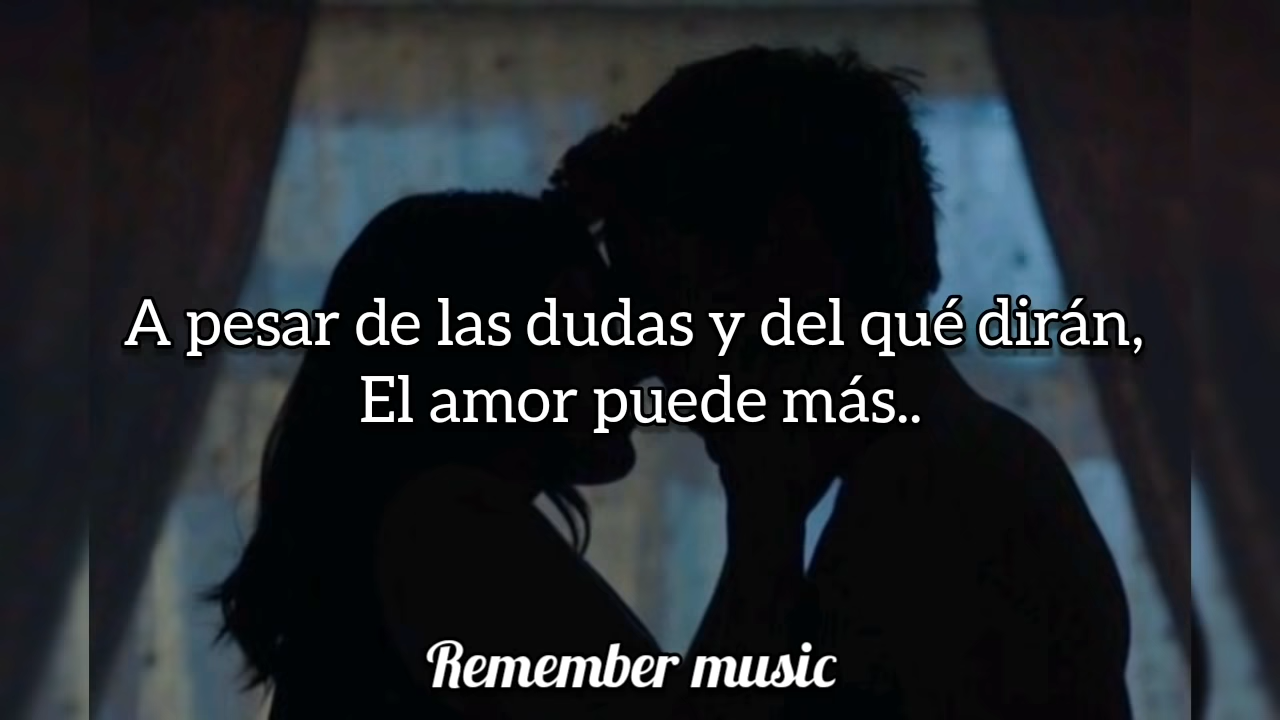 A pesar de las dudas y del qué dirán,
El amor puede más..
Remember music